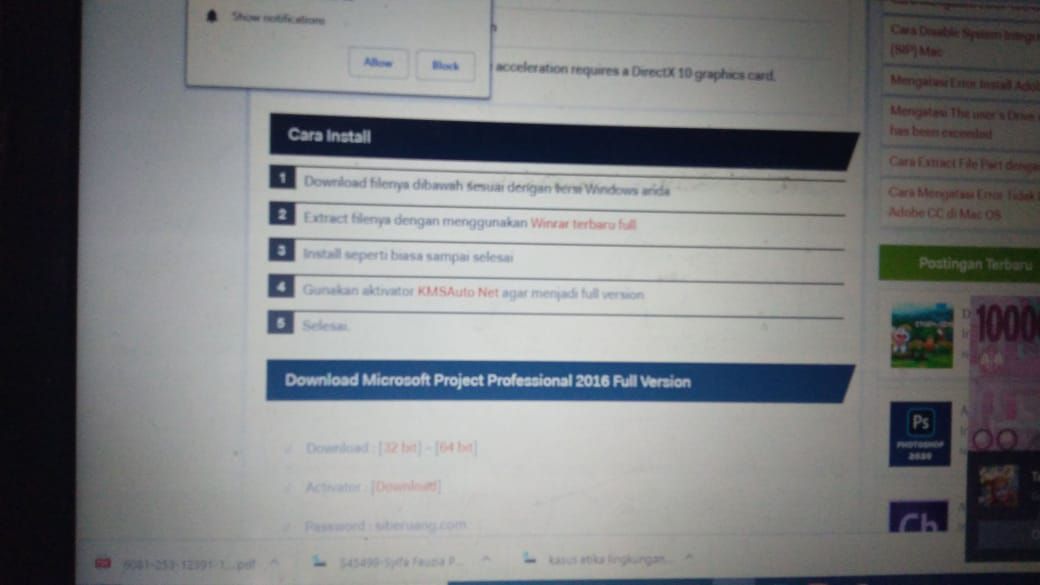 Show notifications
Allow
Block
acceleration requires a DirectX 10 graphics card.
Cara Install
1 Download filenya dibawah sesuai dengan versi Windows anda
2 Extract filenya dengan menggunakan Winrar terbaru full
3 Install seperti biasa sampai selesai
4 Gunakan aktivator KMSAuto Net agar menjadi full version
5 Selesai.
Download Microsoft Project Professional 2016 Full Version
Download : [32 bit] – [64 bit]
Activator : [Download]
Password : siberuang.com
Cara Disable System
(SIP) Mac
Mengatasi Error Install
Mengatasi The user's Drive
has been exceeded
Cara Extract File Part
Cara Mengatasi Error Tidak
Adobe CC di Mac OS
Postingan Terbaru
1000
Ps
PHOTOSHOP
2020
Ch
6081-253-12391-1....pdf
545499-Syifa Fauzia P...
kasus etika lingkungan...